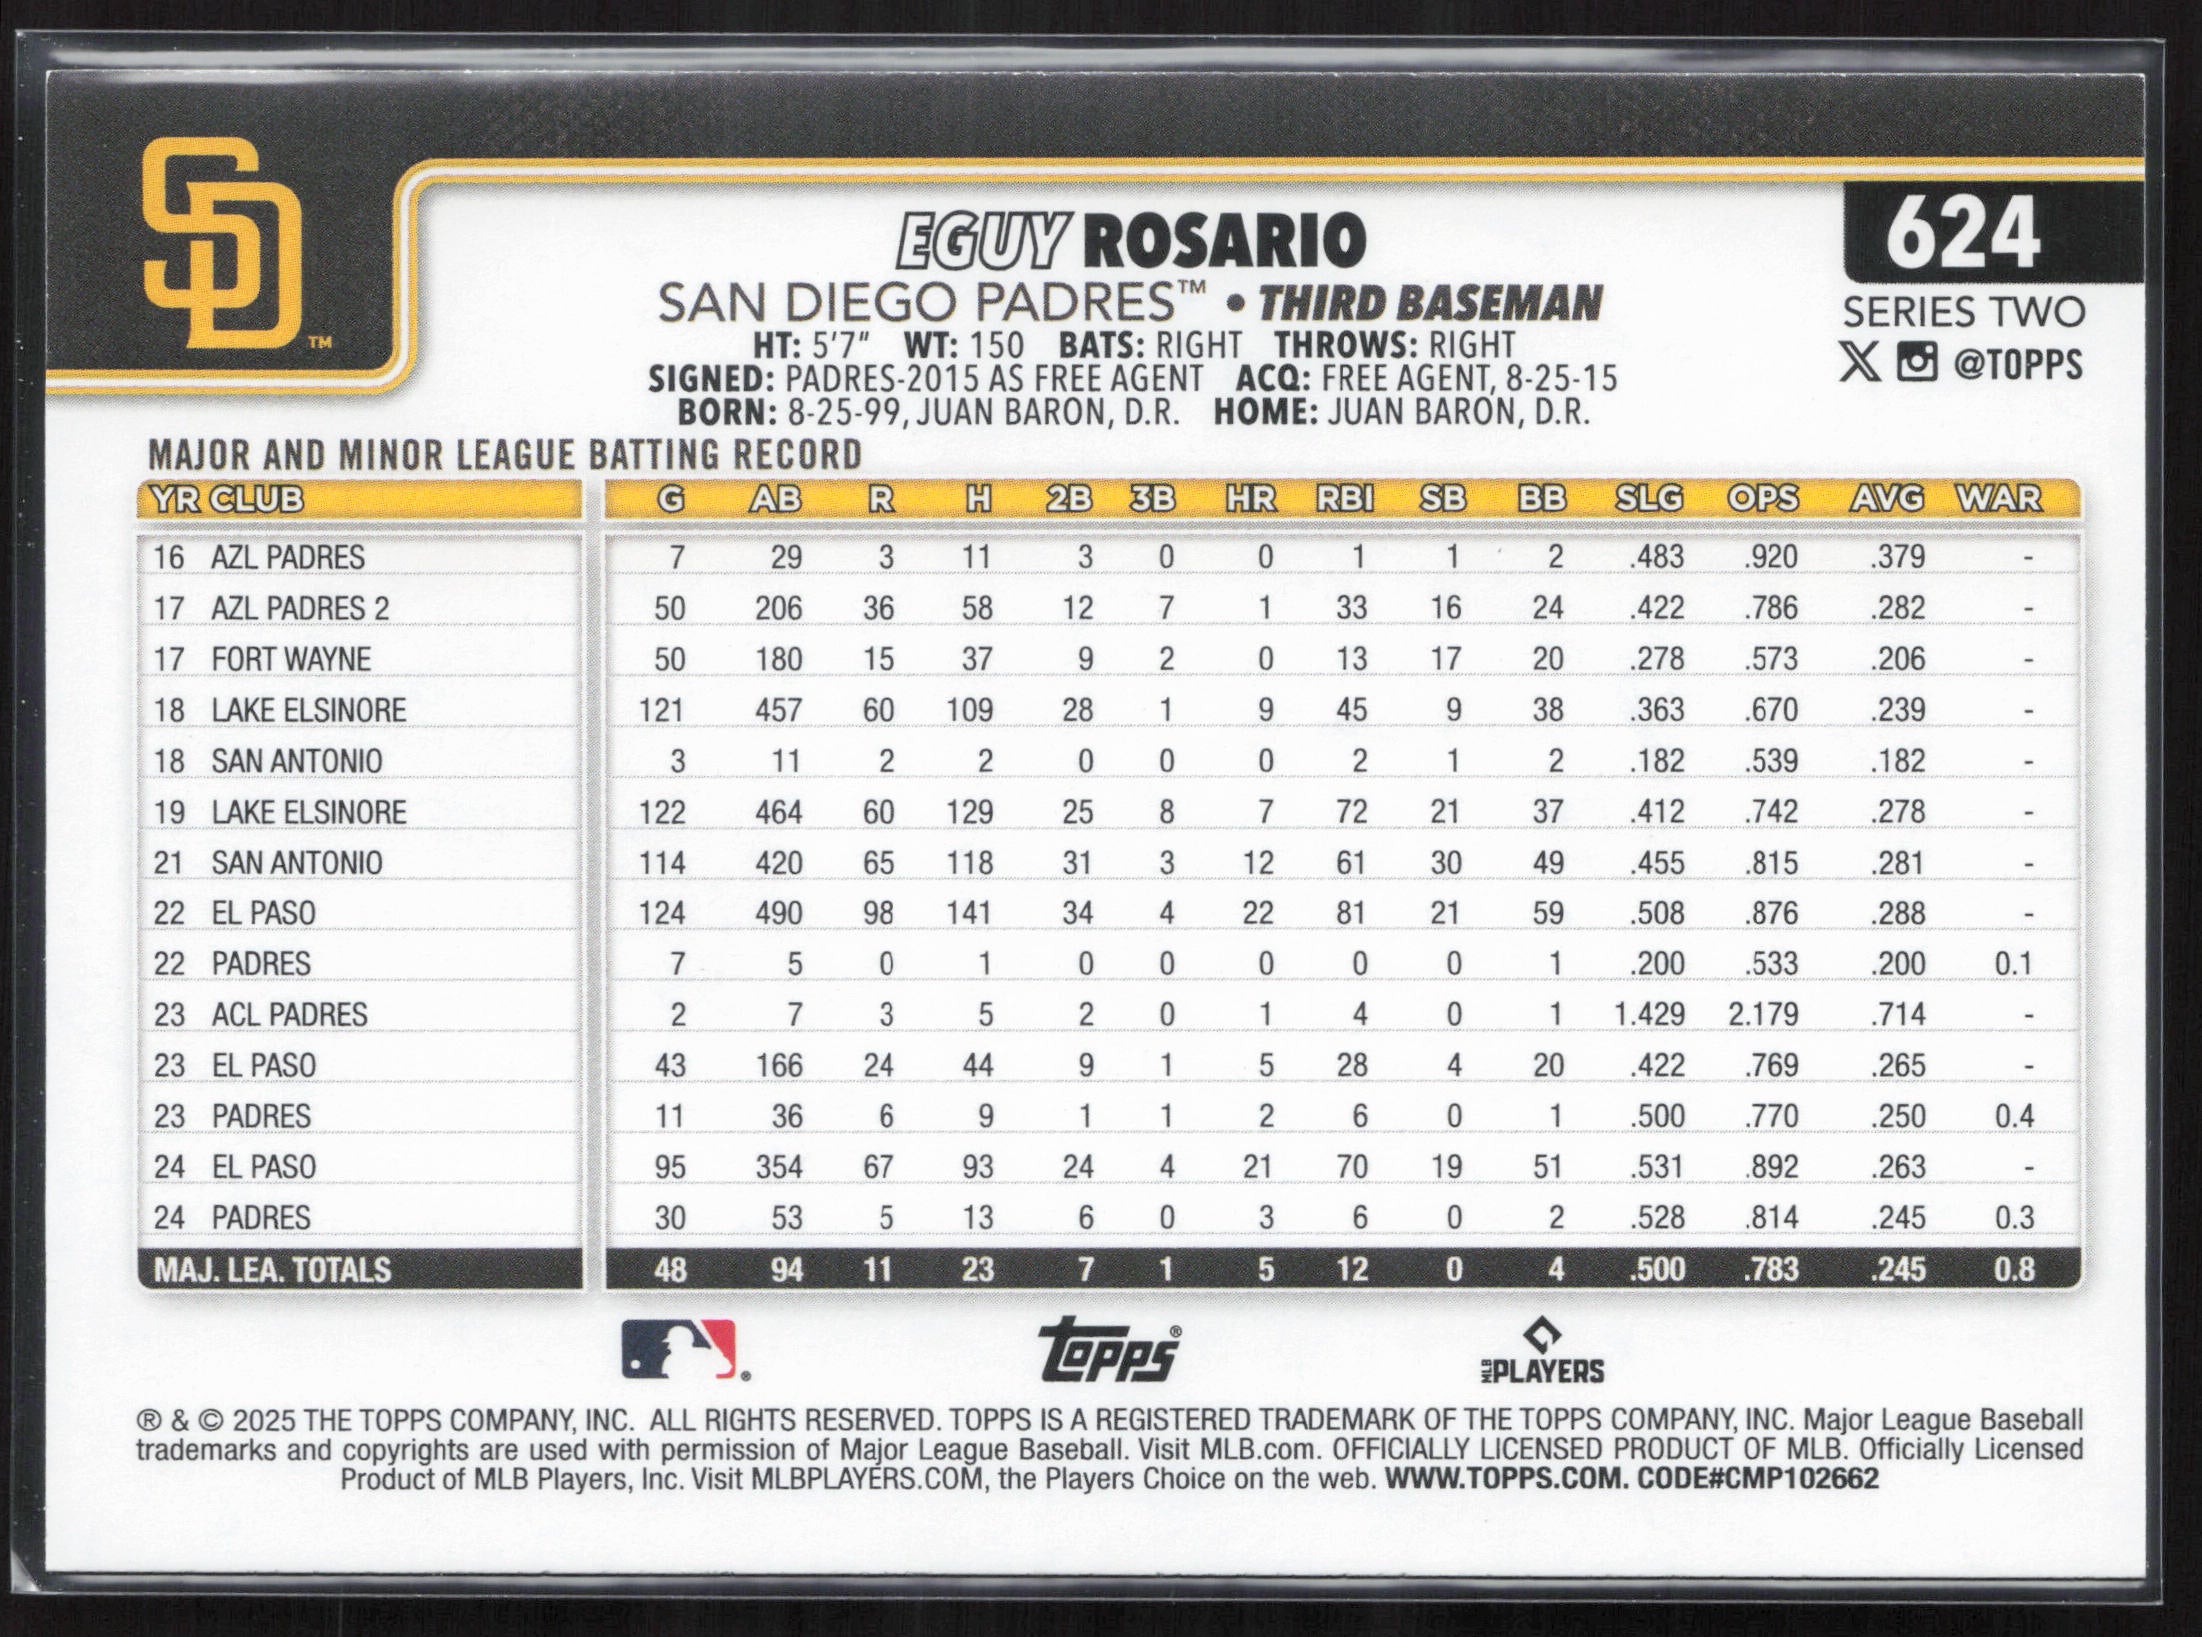 SD™
EGUY ROSARIO
624
SAN DIEGO PADRES™ • THIRD BASEMAN
SERIES TWO
HT: 5'7" WT: 150 BATS: RIGHT THROWS: RIGHT
X @TOPPS
SIGNED: PADRES-2015 AS FREE AGENT ACQ: FREE AGENT, 8-25-15
BORN: 8-25-99, JUAN BARON, D.R. HOME: JUAN BARON, D.R.
MAJOR AND MINOR LEAGUE BATTING RECORD
YR CLUB G AB R H 2B 3B HR RBI SB BB SLG OPS AVG WAR
16 AZL PADRES 7 29 3 11 3 0 0 1 1 2 .483 .920 .379 -
17 AZL PADRES 2 50 206 36 58 12 7 1 33 16 24 .422 .786 .282 -
17 FORT WAYNE 50 180 15 37 9 2 0 13 17 20 .278 .573 .206 -
18 LAKE ELSINORE 121 457 60 109 28 1 9 45 9 38 .363 .670 .239 -
18 SAN ANTONIO 3 11 2 2 0 0 0 2 1 2 .182 .539 .182 -
19 LAKE ELSINORE 122 464 60 129 25 8 7 72 21 37 .412 .742 .278 -
21 SAN ANTONIO 114 420 65 118 31 3 12 61 30 49 .455 .815 .281 -
22 EL PASO 124 490 98 141 34 4 22 81 21 59 .508 .876 .288 -
22 PADRES 7 5 0 1 0 0 0 0 0 1 .200 .533 .200 0.1
23 ACL PADRES 2 7 3 5 2 0 1 4 0 1 1.429 2.179 .714 -
23 EL PASO 43 166 24 44 9 1 5 28 4 20 .422 .769 .265 -
23 PADRES 11 36 6 9 1 1 2 6 0 1 .500 .770 .250 0.4
24 EL PASO 95 354 67 93 24 4 21 70 19 51 .531 .892 .263 -
24 PADRES 30 53 5 13 6 0 3 6 0 2 .528 .814 .245 0.3
MAJ. LEA. TOTALS 48 94 11 23 7 1 5 12 0 4 .500 .783 .245 0.8
® topps® MLB PLAYERS
® & © 2025 THE TOPPS COMPANY, INC. ALL RIGHTS RESERVED. TOPPS IS A REGISTERED TRADEMARK OF THE TOPPS COMPANY, INC. Major League Baseball
trademarks and copyrights are used with permission of Major League Baseball. Visit MLB.com. OFFICIALLY LICENSED PRODUCT OF MLB. Officially Licensed
Product of MLB Players, Inc. Visit MLBPLAYERS.COM, the Players Choice on the web. WWW.TOPPS.COM. CODE#CMP102662